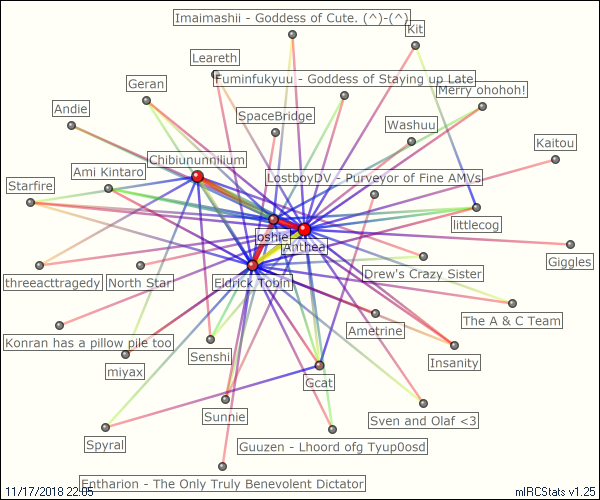 Imaimashii - Goddess of Cute. (^)-(^)
Kit
Leareth
Fuminfukyuu - Goddess of Staying up Late
Geran
Merry ohohoh!
Andie
SpaceBridge
Washuu
Kaitou
Chibiununnilium
Ami Kintaro
LostboyDV - Purveyor of Fine AMVs
Starfire
littlecog
oshie
Anthea
Giggles
threeacttragedy
North Star
Eldrick Tobin
Drew's Crazy Sister
The A & C Team
Konran has a pillow pile too
Ametrine
Senshi
Insanity
miyax
Gcat
Sunnie
Sven and Olaf <3
Spyral
Guuzen - Lhoord ofg Tyup0osd
Entharion - The Only Truly Benevolent Dictator
11/17/2018 22:05
mIRCStats v1.25